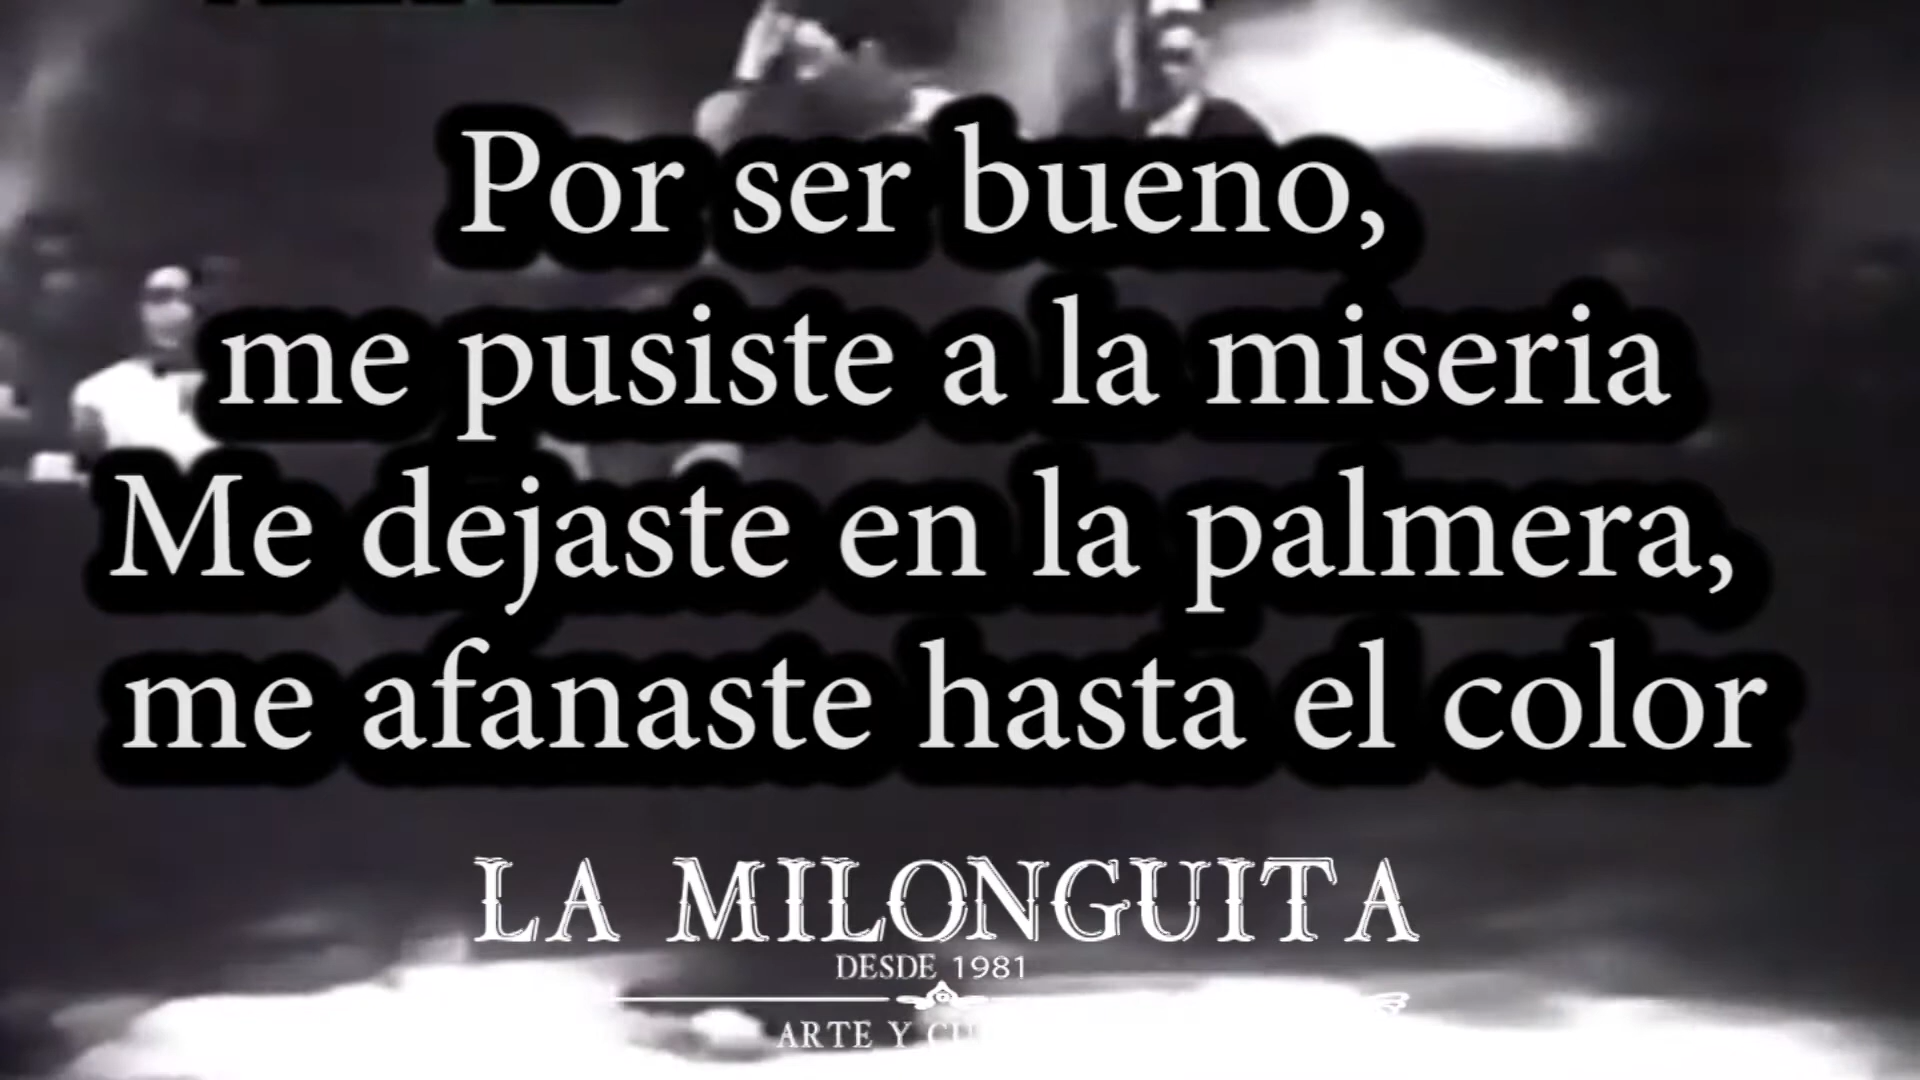 Por ser bueno,
me pusiste a la miseria
Me dejaste en la palmera,
me afanaste hasta el color
LA MILONGUITA
DESDE 1981
ARTE Y